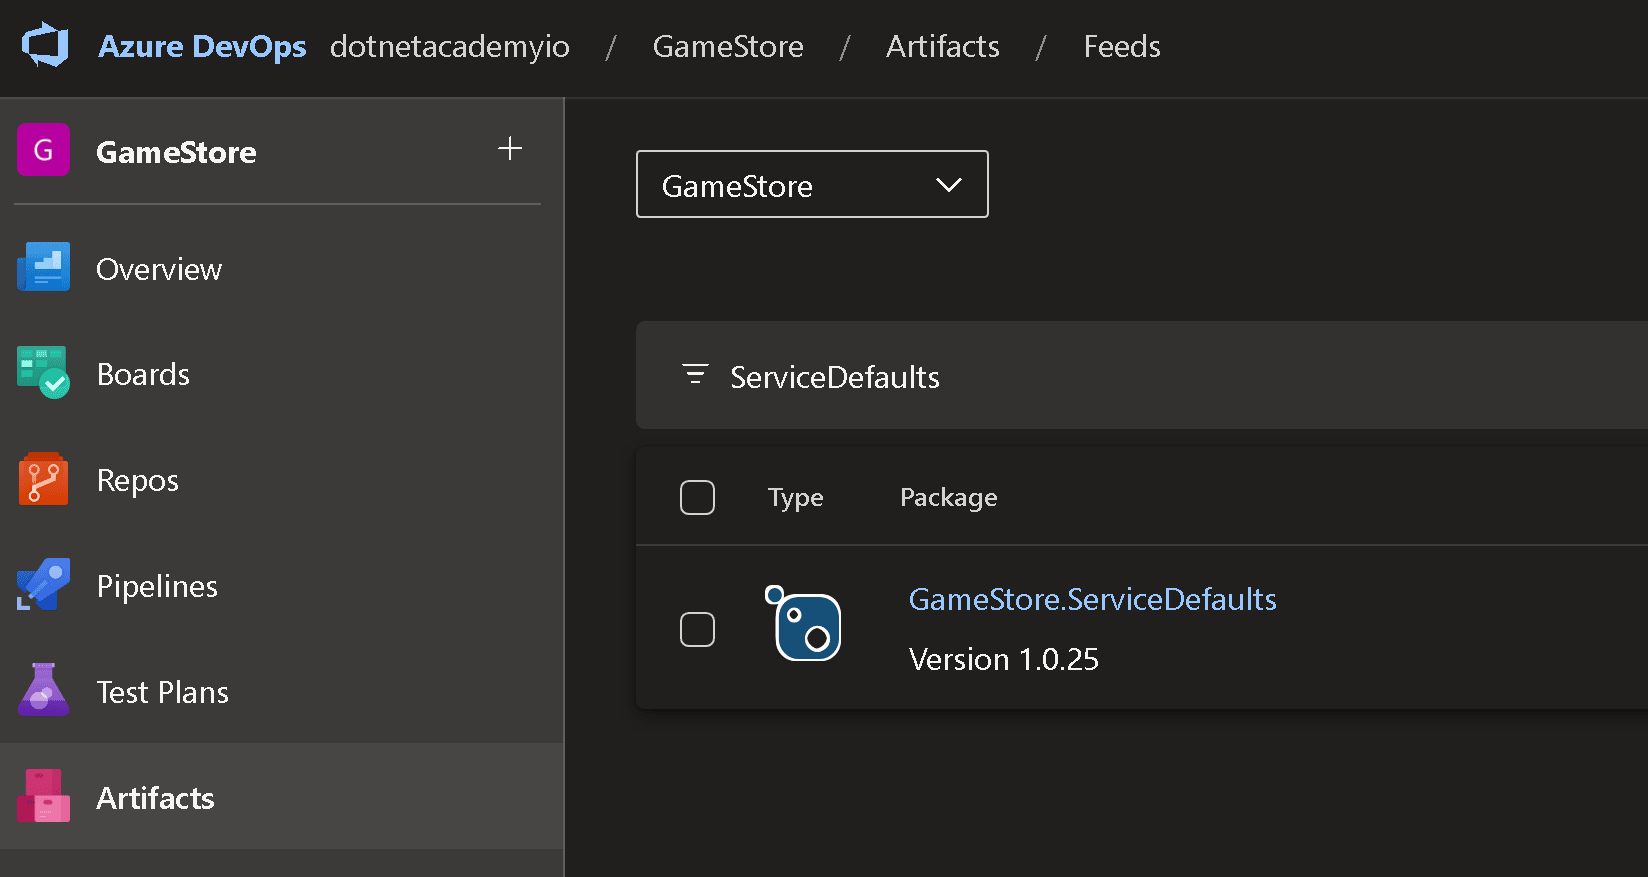 Azure DevOps dotnetacademyio / GameStore / Artifacts / Feeds
G GameStore +
Overview
Boards
Repos
Pipelines
Test Plans
Artifacts
GameStore
ServiceDefaults
Type Package
GameStore.ServiceDefaults
Version 1.0.25